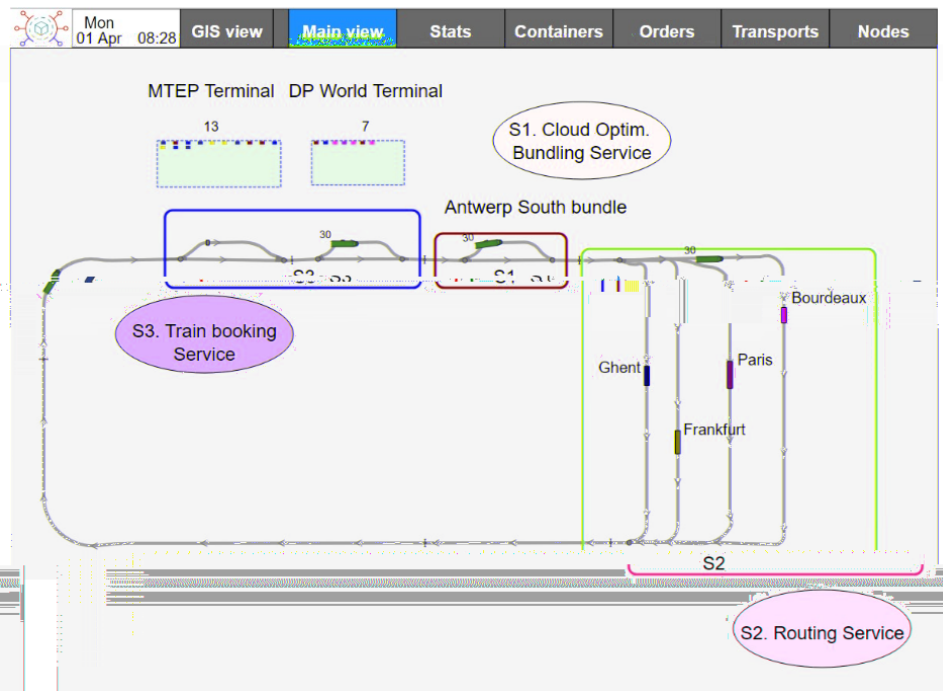 Mon
01 Apr 08:28
GIS view
Main view
Stats
Containers
Orders
Transports
Nodes
MTEP Terminal
DP World Terminal
13
7
S1. Cloud Optim.
Bundling Service
Antwerp South bundle
30
30
30
S1
Bourdeaux
S3. Train booking
Service
Ghent
Paris
Frankfurt
S2
S2. Routing Service